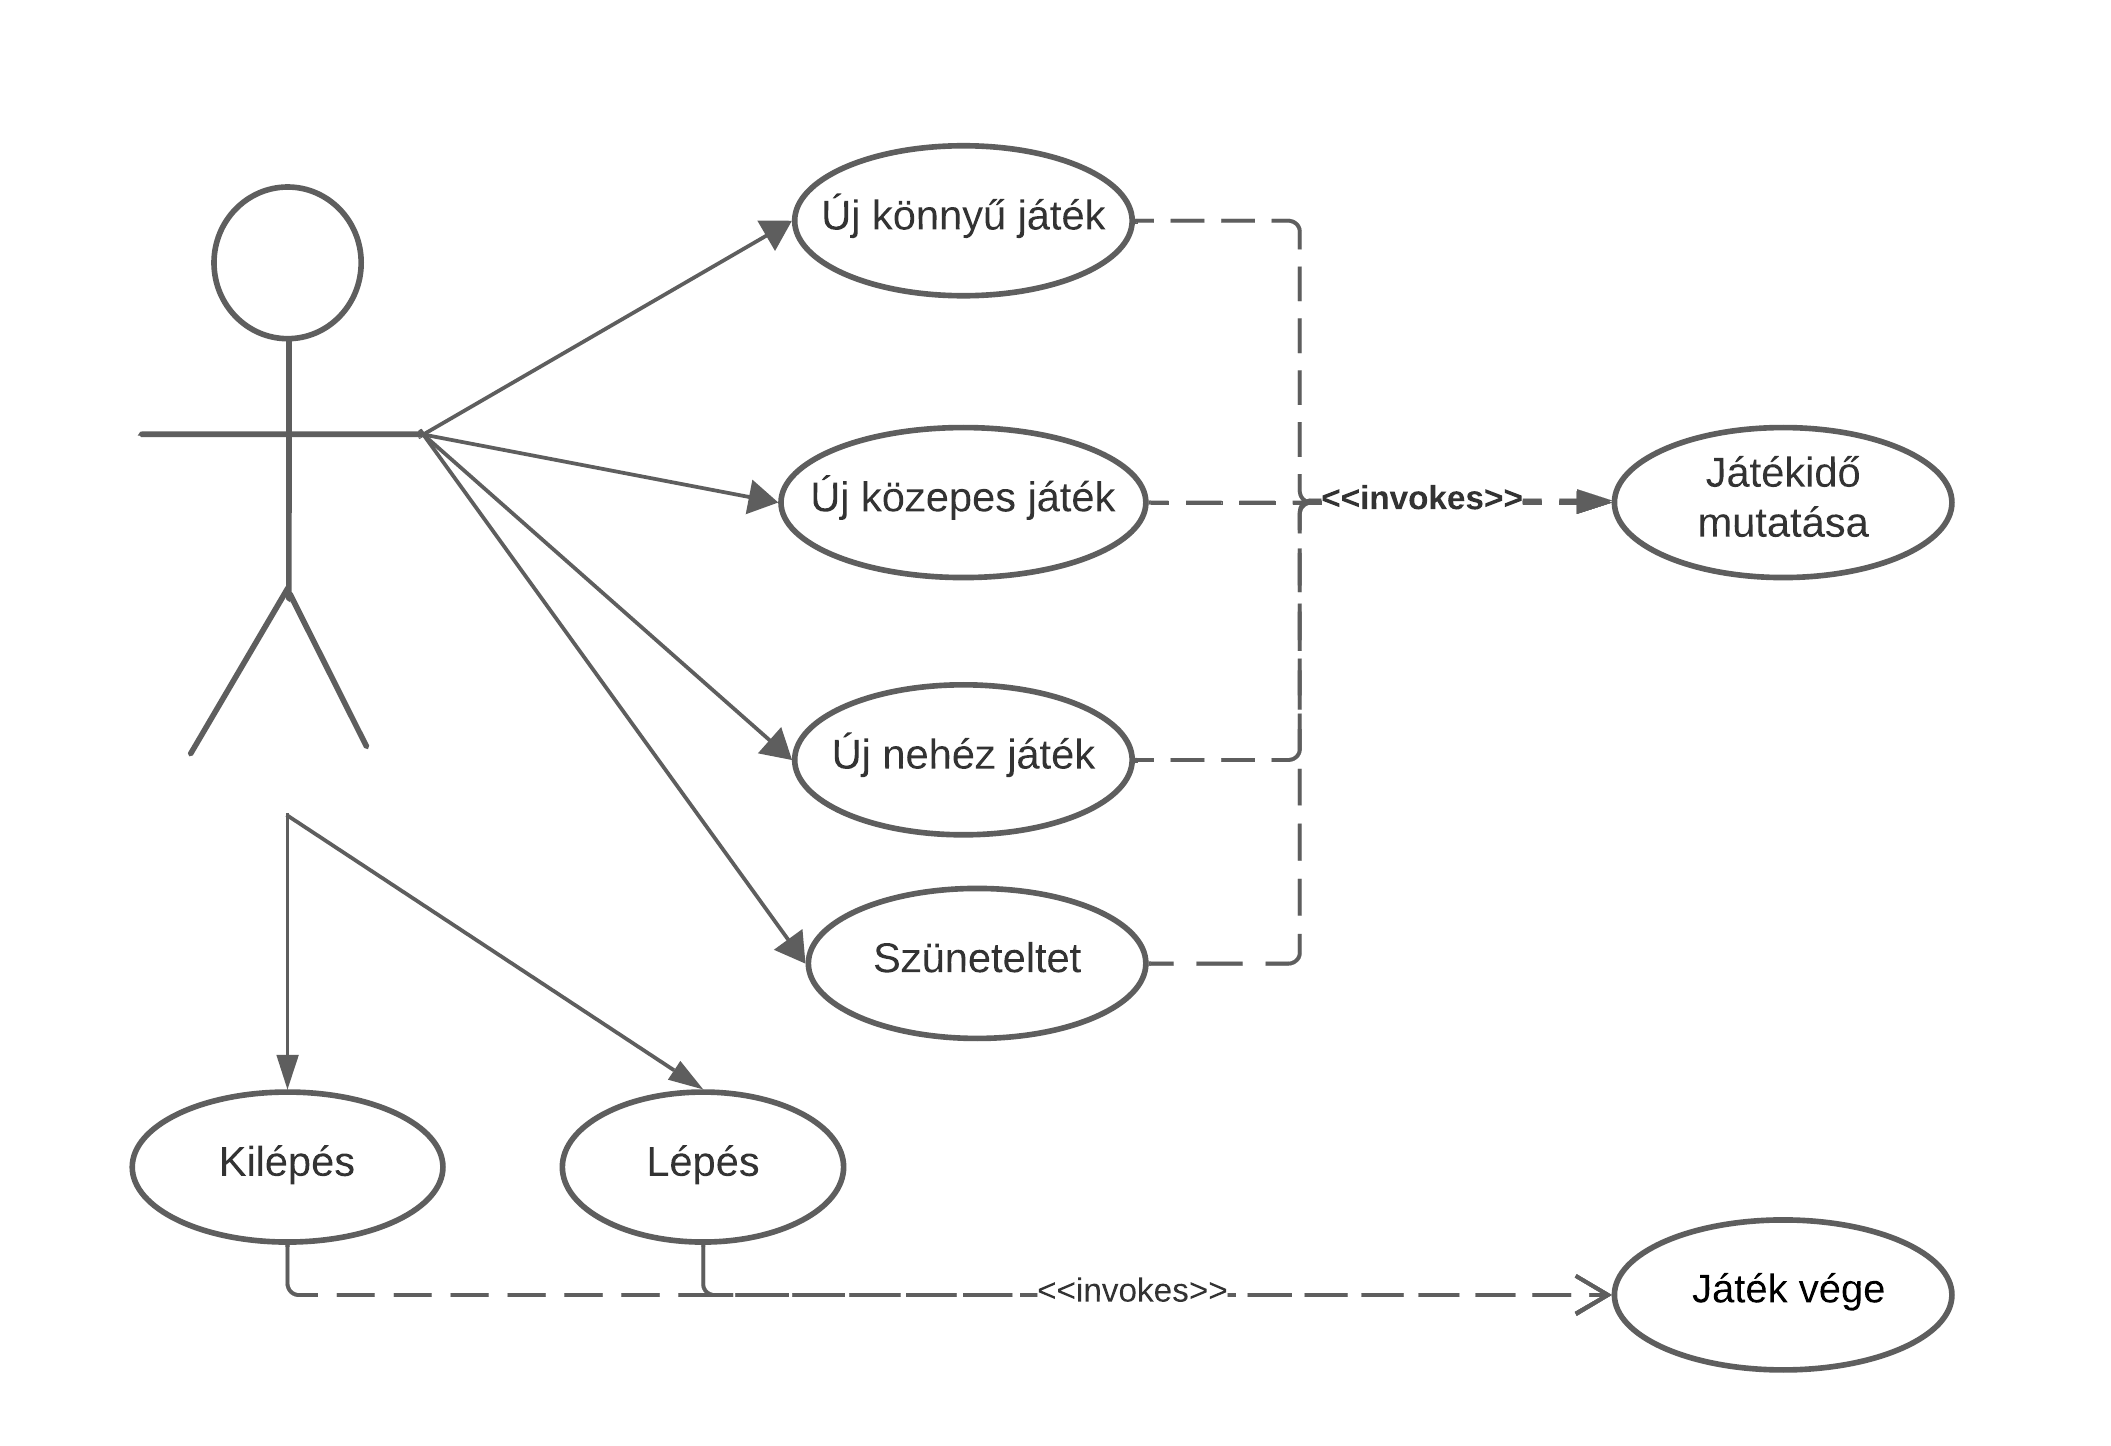 Új könnyű játék
Új közepes játék
<<invokes>>
Játékidő
mutatása
Új nehéz játék
Szüneteltet
Kilépés
Lépés
<<invokes>>
Játék vége